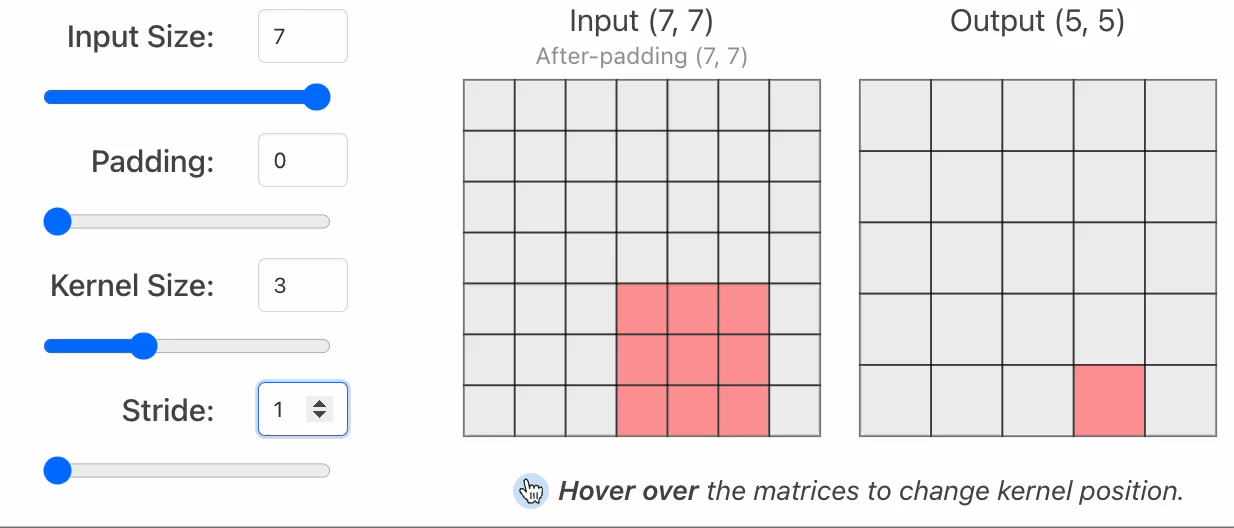 Input Size: 7
Padding: 0
Kernel Size: 3
Stride: 1
Input (7, 7)
After-padding (7, 7)
Output (5, 5)
Hover over the matrices to change kernel position.